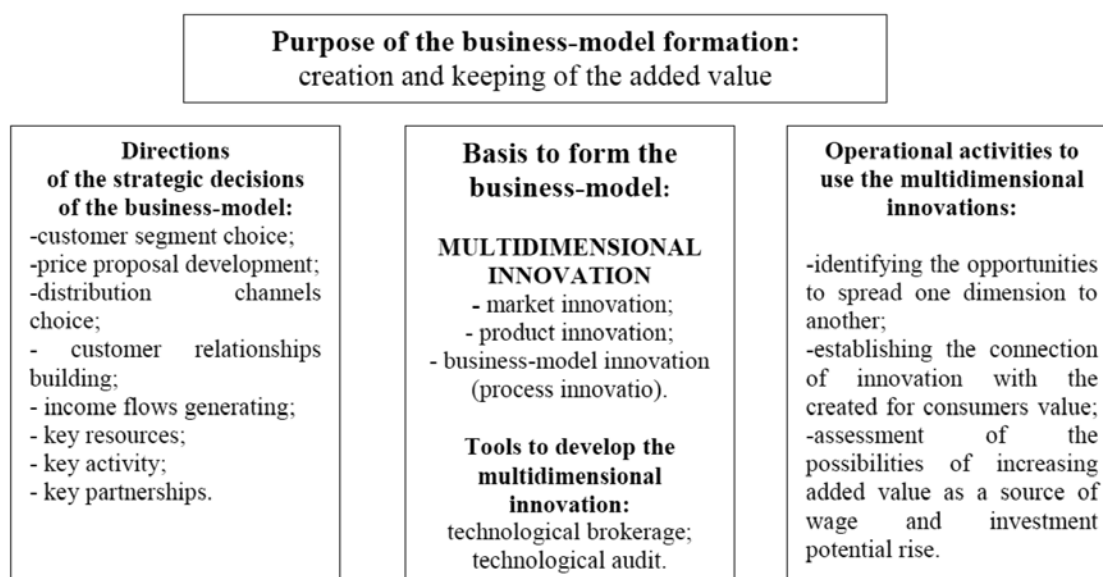 Purpose of the business-model formation:
creation and keeping of the added value
Directions
of the strategic decisions
of the business-model:
-customer segment choice;
-price proposal development;
-distribution channels
choice;
- customer relationships
building;
- income flows generating;
- key resources;
- key activity;
- key partnerships.
Basis to form the
business-model:
MULTIDIMENSIONAL
INNOVATION
- market innovation;
- product innovation;
- business-model innovation
(process innovatio).
Tools to develop the
multidimensional
innovation:
technological brokerage;
technological audit.
Operational activities to
use the multidimensional
innovations:
-identifying the opportunities
to spread one dimension to
another;
-establishing the connection
of innovation with the
created for consumers value;
-assessment of the
possibilities of increasing
added value as a source of
wage and investment
potential rise.